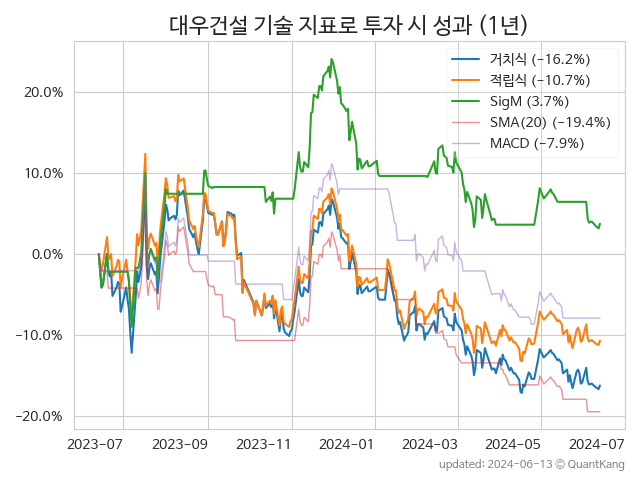 대우건설 기술 지표로 투자 시 성과 (1년)
거치식 (−16.2%)
적립식 (−10.7%)
SigM (3.7%)
SMA(20) (−19.4%)
MACD (−7.9%)
20.0%
10.0%
0.0%
−10.0%
−20.0%
2023-07 2023-09 2023-11 2024-01 2024-03 2024-05 2024-07
updated: 2024-06-13 © QuantKang